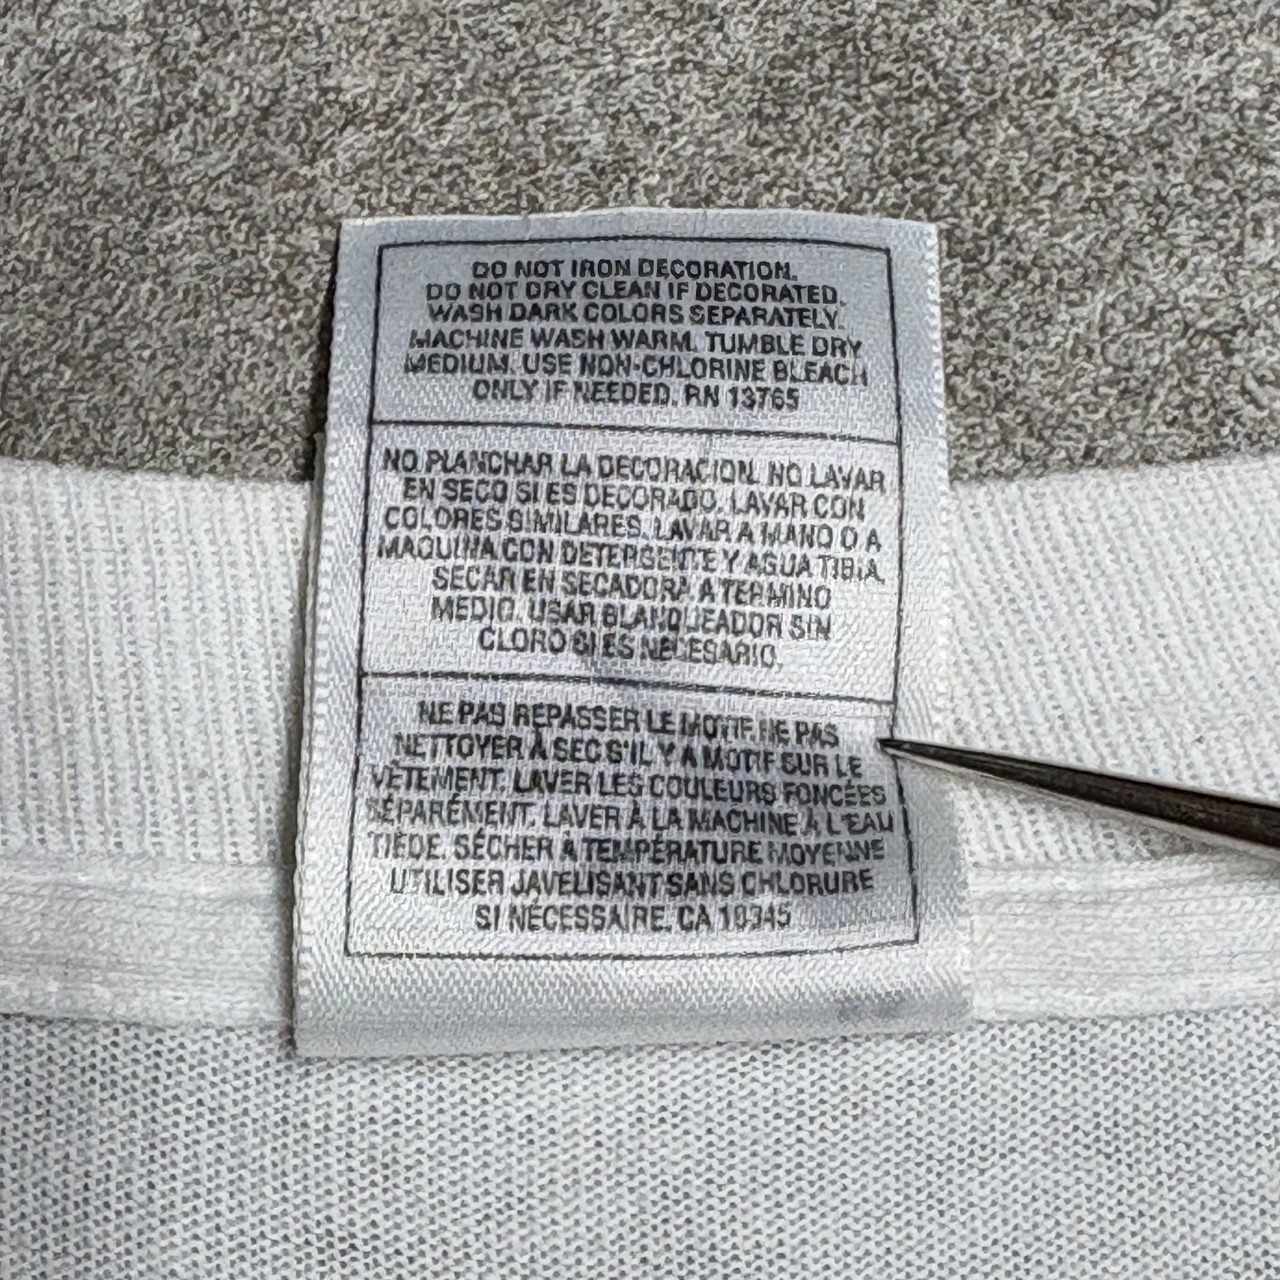 DO NOT IRON DECORATION.
DO NOT DRY CLEAN IF DECORATED.
WASH DARK COLORS SEPARATELY.
MACHINE WASH WARM. TUMBLE DRY
MEDIUM. USE NON-CHLORINE BLEACH
ONLY IF NEEDED. RN 13765
NO PLANCHAR LA DECORACION. NO LAVAR
EN SECO SI ES DECORADO. LAVAR CON
COLORES SIMILARES. LAVAR A MANO O A
MAQUINA CON DETERGENTE Y AGUA TIBIA.
SECAR EN SECADORA A TERMINO
MEDIO. USAR BLANQUEADOR SIN
CLORO SI ES NECESARIO.
NE PAS REPASSER LE MOTIF. NE PAS
NETTOYER À SEC S'IL Y A MOTIF SUR LE
VÊTEMENT. LAVER LES COULEURS FONCÉES
SÉPARÉMENT. LAVER À LA MACHINE À L'EAU
TIÈDE. SÉCHER À TEMPÉRATURE MOYENNE
UTILISER JAVELISANT SANS CHLORURE
SI NÉCESSAIRE. CA 18345